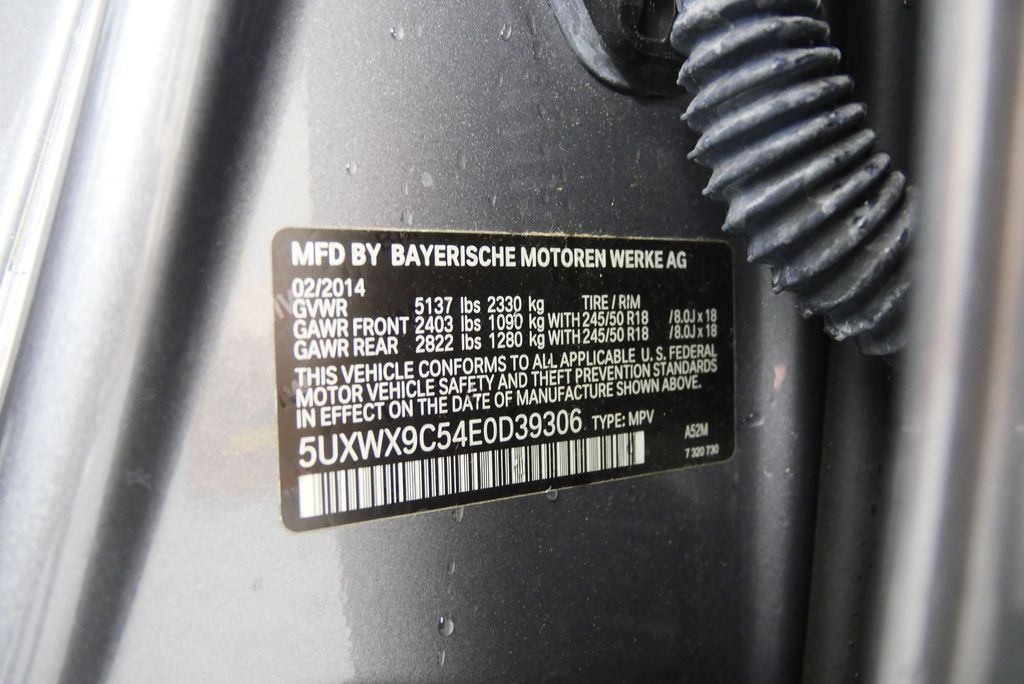 MFD BY BAYERISCHE MOTOREN WERKE AG
02/2014
GVWR 5137 lbs 2330 kg TIRE / RIM
GAWR FRONT 2403 lbs 1090 kg WITH 245/50 R18 /8.0J x 18
GAWR REAR 2822 lbs 1280 kg WITH 245/50 R18 /8.0J x 18
THIS VEHICLE CONFORMS TO ALL APPLICABLE U.S. FEDERAL
MOTOR VEHICLE SAFETY AND THEFT PREVENTION STANDARDS
IN EFFECT ON THE DATE OF MANUFACTURE SHOWN ABOVE.
5UXWX9C54E0D39306 TYPE: MPV A52M
7 320 730